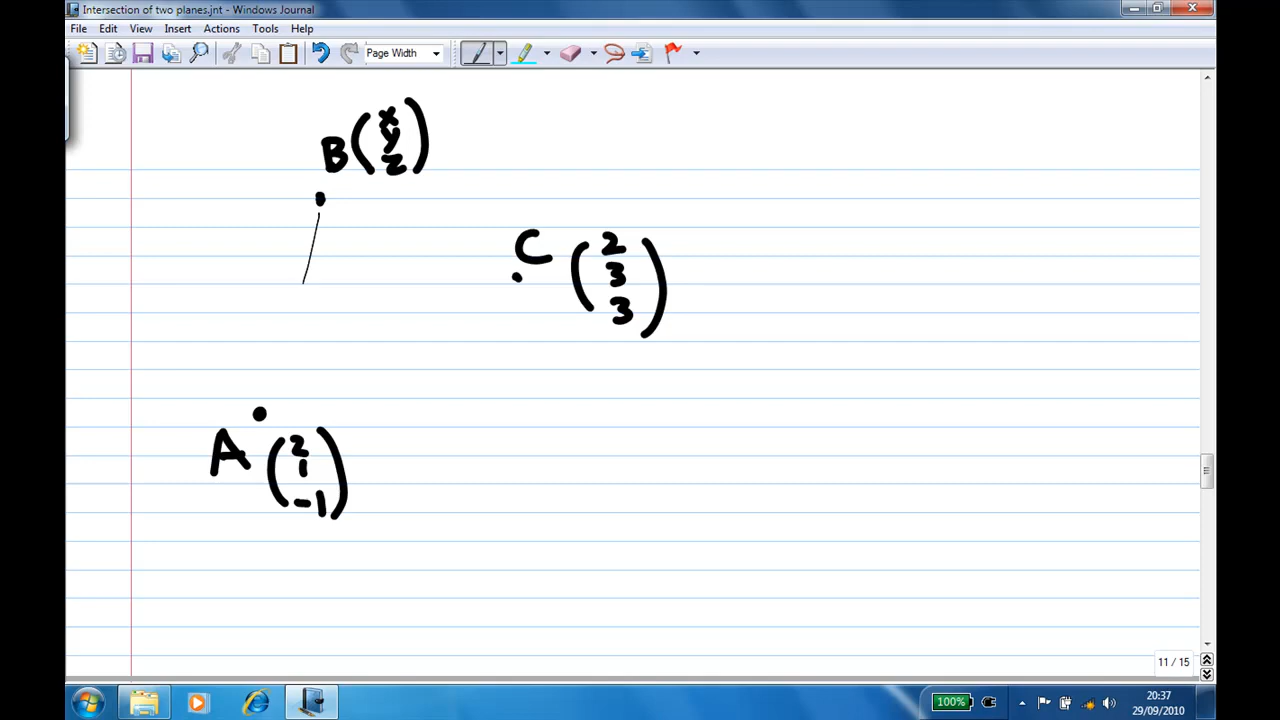 Intersection of two planes.jnt - Windows Journal
File Edit View Insert Actions Tools Help
Page Width
B (x
y
z)
C (2
3
3)
A (2
1
-1)
11 / 15
100%
20:37
29/09/2010